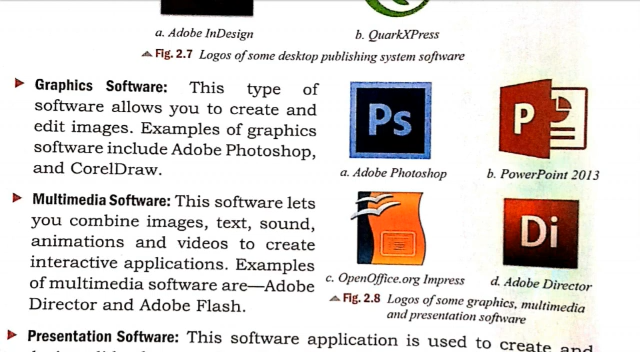 a. Adobe InDesign
b. QuarkXPress
Fig. 2.7 Logos of some desktop publishing system software
Graphics Software: This type of
software allows you to create and
edit images. Examples of graphics
software include Adobe Photoshop,
and CorelDraw.
Ps
a. Adobe Photoshop
P
b. PowerPoint 2013
Multimedia Software: This software lets
you combine images, text, sound,
animations and videos to create
interactive applications. Examples
of multimedia software are—Adobe
Director and Adobe Flash.
c. OpenOffice.org Impress
Di
d. Adobe Director
Fig. 2.8 Logos of some graphics, multimedia
and presentation software
Presentation Software: This software application is used to create and